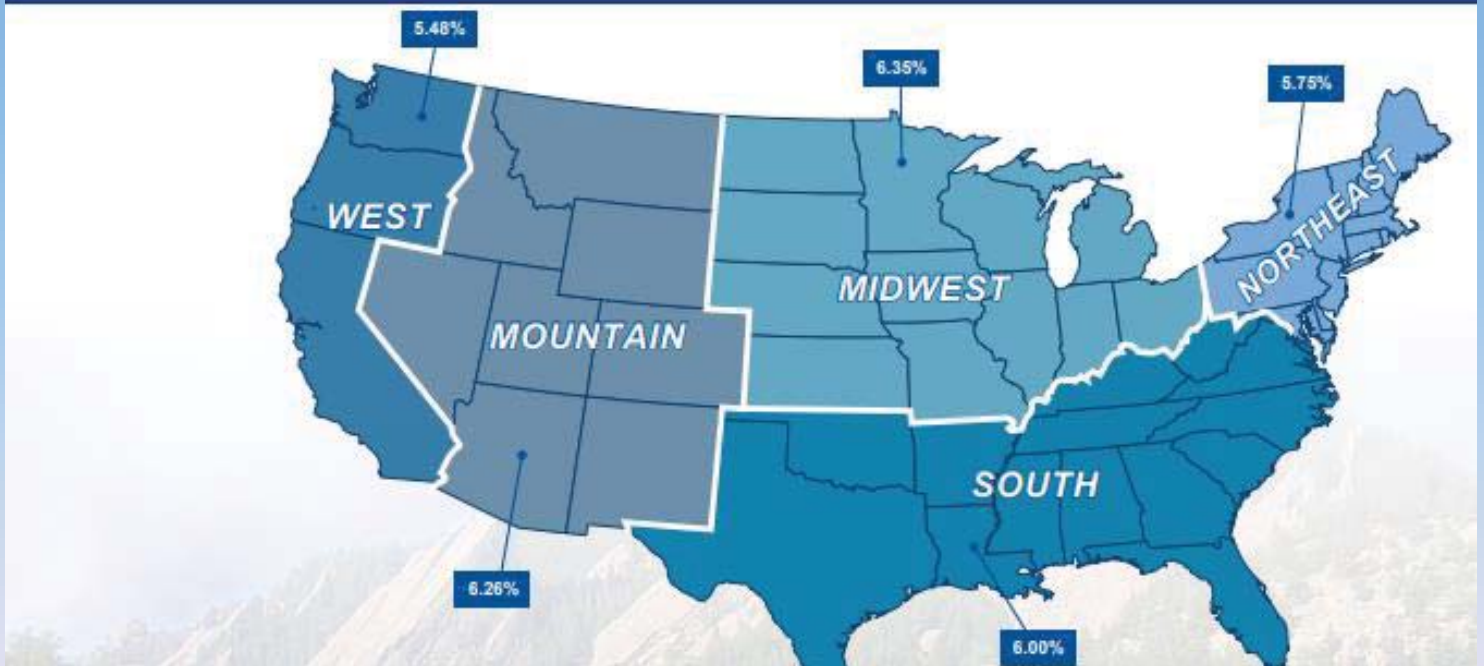 5.48%
6.35%
5.75%
WEST
NORTHEAST
MIDWEST
MOUNTAIN
SOUTH
6.26%
6.00%